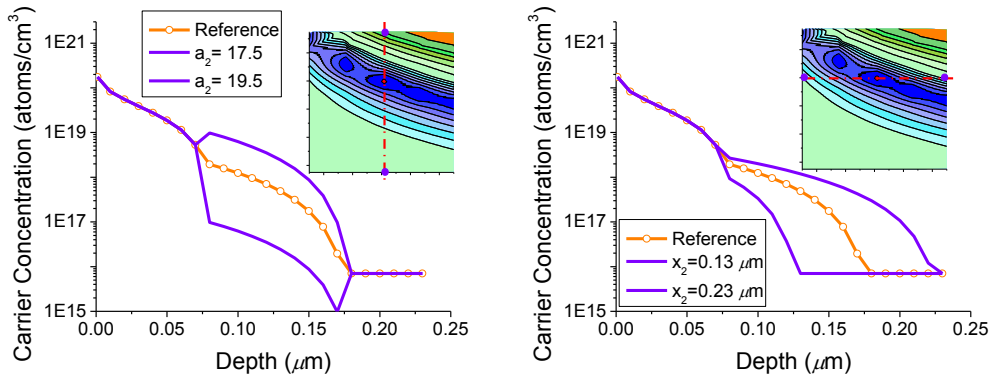 Reference
a₂= 17.5
a₂= 19.5
1E21
1E19
1E17
1E15
Carrier Concentration (atoms/cm³)
0.00 0.05 0.10 0.15 0.20 0.25
Depth (μm)
Reference
x₂=0.13 μm
x₂=0.23 μm
1E21
1E19
1E17
1E15
Carrier Concentration (atoms/cm³)
0.00 0.05 0.10 0.15 0.20 0.25
Depth (μm)